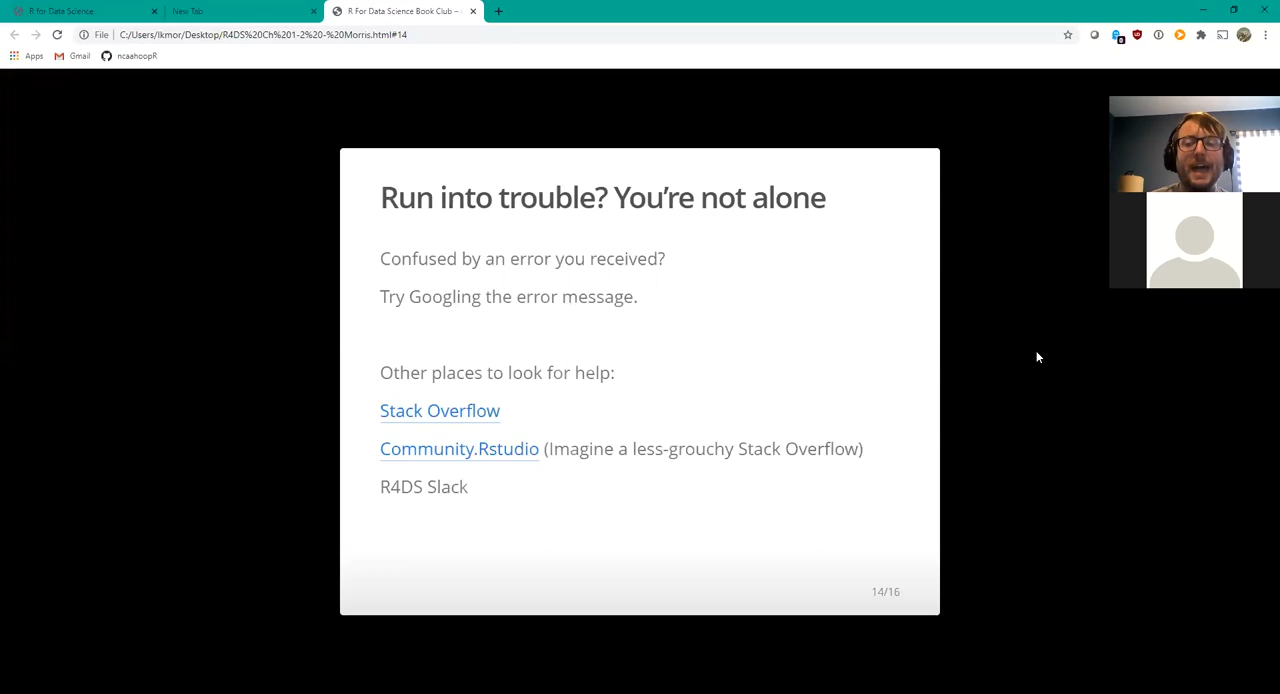 R for Data Science
New Tab
R For Data Science Book Club –
File
C:/Users/lkmor/Desktop/R4DS%20Ch%201-2%20-%20Morris.html#14
Apps
Gmail
ncaahoopR
Run into trouble? You’re not alone
Confused by an error you received?
Try Googling the error message.
Other places to look for help:
Stack Overflow
Community.Rstudio (Imagine a less-grouchy Stack Overflow)
R4DS Slack
14/16